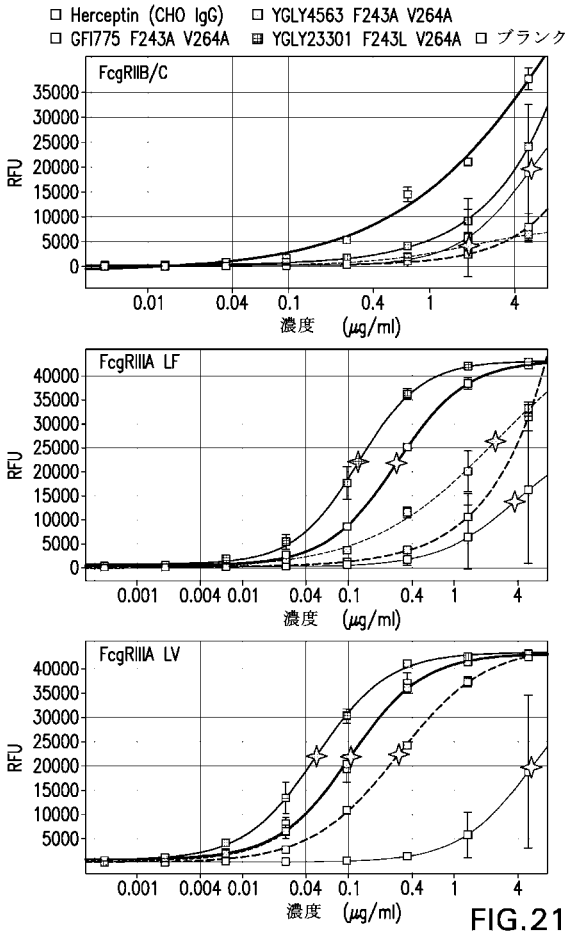 □ Herceptin (CHO IgG) □ YGLY4563 F243A V264A
□ GFI775 F243A V264A □ YGLY23301 F243L V264A □ ブランク
FcgRIIB/C
RFU
35000
30000
25000
20000
15000
10000
5000
0
0.01 0.04 0.1 0.4 1 4
濃度 (μg/ml)
FcgRIIIA LF
RFU
40000
35000
30000
25000
20000
15000
10000
5000
0
0.001 0.004 0.01 0.04 0.1 0.4 1 4
濃度 (μg/ml)
FcgRIIIA LV
RFU
40000
35000
30000
25000
20000
15000
10000
5000
0.001 0.004 0.01 0.04 0.1 0.4 1 4
濃度 (μg/ml)
FIG.21